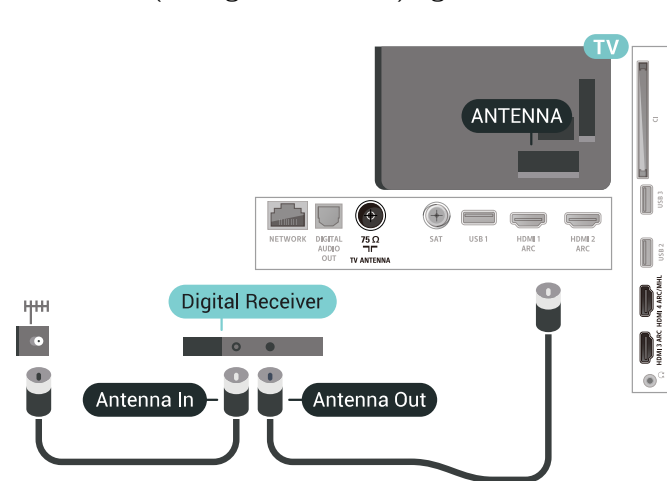 TV
ANTENNA
CI
NETWORK
DIGITAL
AUDIO
OUT
75 Ω
TV ANTENNA
SAT
USB 1
HDMI 1
ARC
HDMI 2
ARC
USB 3
USB 2
HDMI 4 ARC/MHL
HDMI 3 ARC
Digital Receiver
Antenna In
Antenna Out